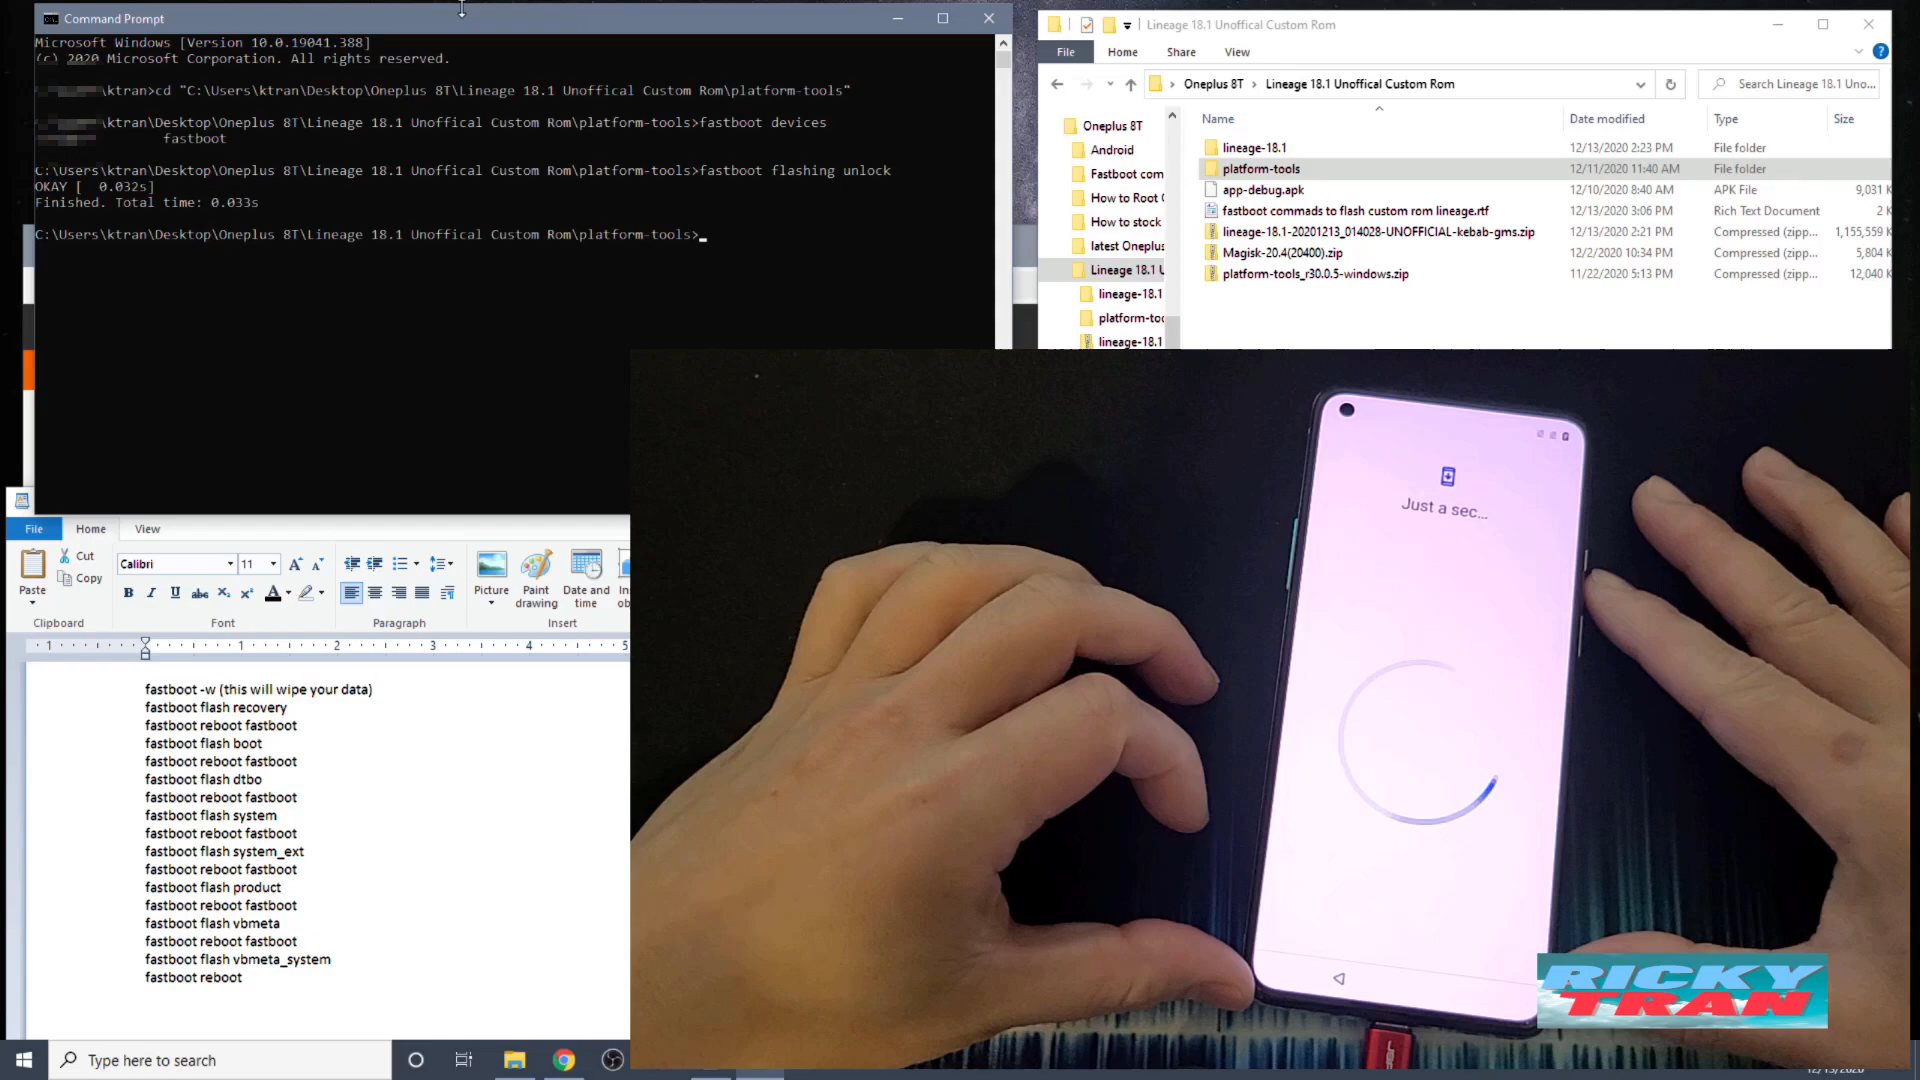 Command Prompt
Microsoft Windows [Version 10.0.19041.388]
(c) 2020 Microsoft Corporation. All rights reserved.
\ktran>cd "C:\Users\ktran\Desktop\Oneplus 8T\Lineage 18.1 Unoffical Custom Rom\platform-tools"
\ktran\Desktop\Oneplus 8T\Lineage 18.1 Unoffical Custom Rom\platform-tools>fastboot devices
fastboot
C:\Users\ktran\Desktop\Oneplus 8T\Lineage 18.1 Unoffical Custom Rom\platform-tools>fastboot flashing unlock
OKAY [  0.032s]
Finished. Total time: 0.033s
C:\Users\ktran\Desktop\Oneplus 8T\Lineage 18.1 Unoffical Custom Rom\platform-tools>
Lineage 18.1 Unoffical Custom Rom
File Home Share View
Oneplus 8T > Lineage 18.1 Unoffical Custom Rom
Search Lineage 18.1 Uno...
Oneplus 8T
Android
Fastboot com
How to Root
How to stock
latest Oneplus
Lineage 18.1 U
lineage-18.1
platform-too
lineage-18.1
Name Date modified Type Size
lineage-18.1 12/13/2020 2:23 PM File folder
platform-tools 12/11/2020 11:40 AM File folder
app-debug.apk 12/10/2020 8:40 AM APK File 9,031 K
fastboot commads to flash custom rom lineage.rtf 12/13/2020 3:06 PM Rich Text Document 2 K
lineage-18.1-20201213_014028-UNOFFICIAL-kebab-gms.zip 12/13/2020 2:21 PM Compressed (zipp... 1,155,559 K
Magisk-20.4(20400).zip 12/2/2020 10:34 PM Compressed (zipp... 5,804 K
platform-tools_r30.0.5-windows.zip 11/22/2020 5:13 PM Compressed (zipp... 12,040 K
File Home View
Paste
Cut
Copy
Clipboard
Calibri 11
B I U abc X₂ X² A
Font
Paragraph
Picture
Paint drawing
Date and time
Insert
1 1 2 3 4 5
fastboot -w (this will wipe your data)
fastboot flash recovery
fastboot reboot fastboot
fastboot flash boot
fastboot reboot fastboot
fastboot flash dtbo
fastboot reboot fastboot
fastboot flash system
fastboot reboot fastboot
fastboot flash system_ext
fastboot reboot fastboot
fastboot flash product
fastboot reboot fastboot
fastboot flash vbmeta
fastboot reboot fastboot
fastboot flash vbmeta_system
fastboot reboot
Just a sec...
RICKY
TRAN
Type here to search